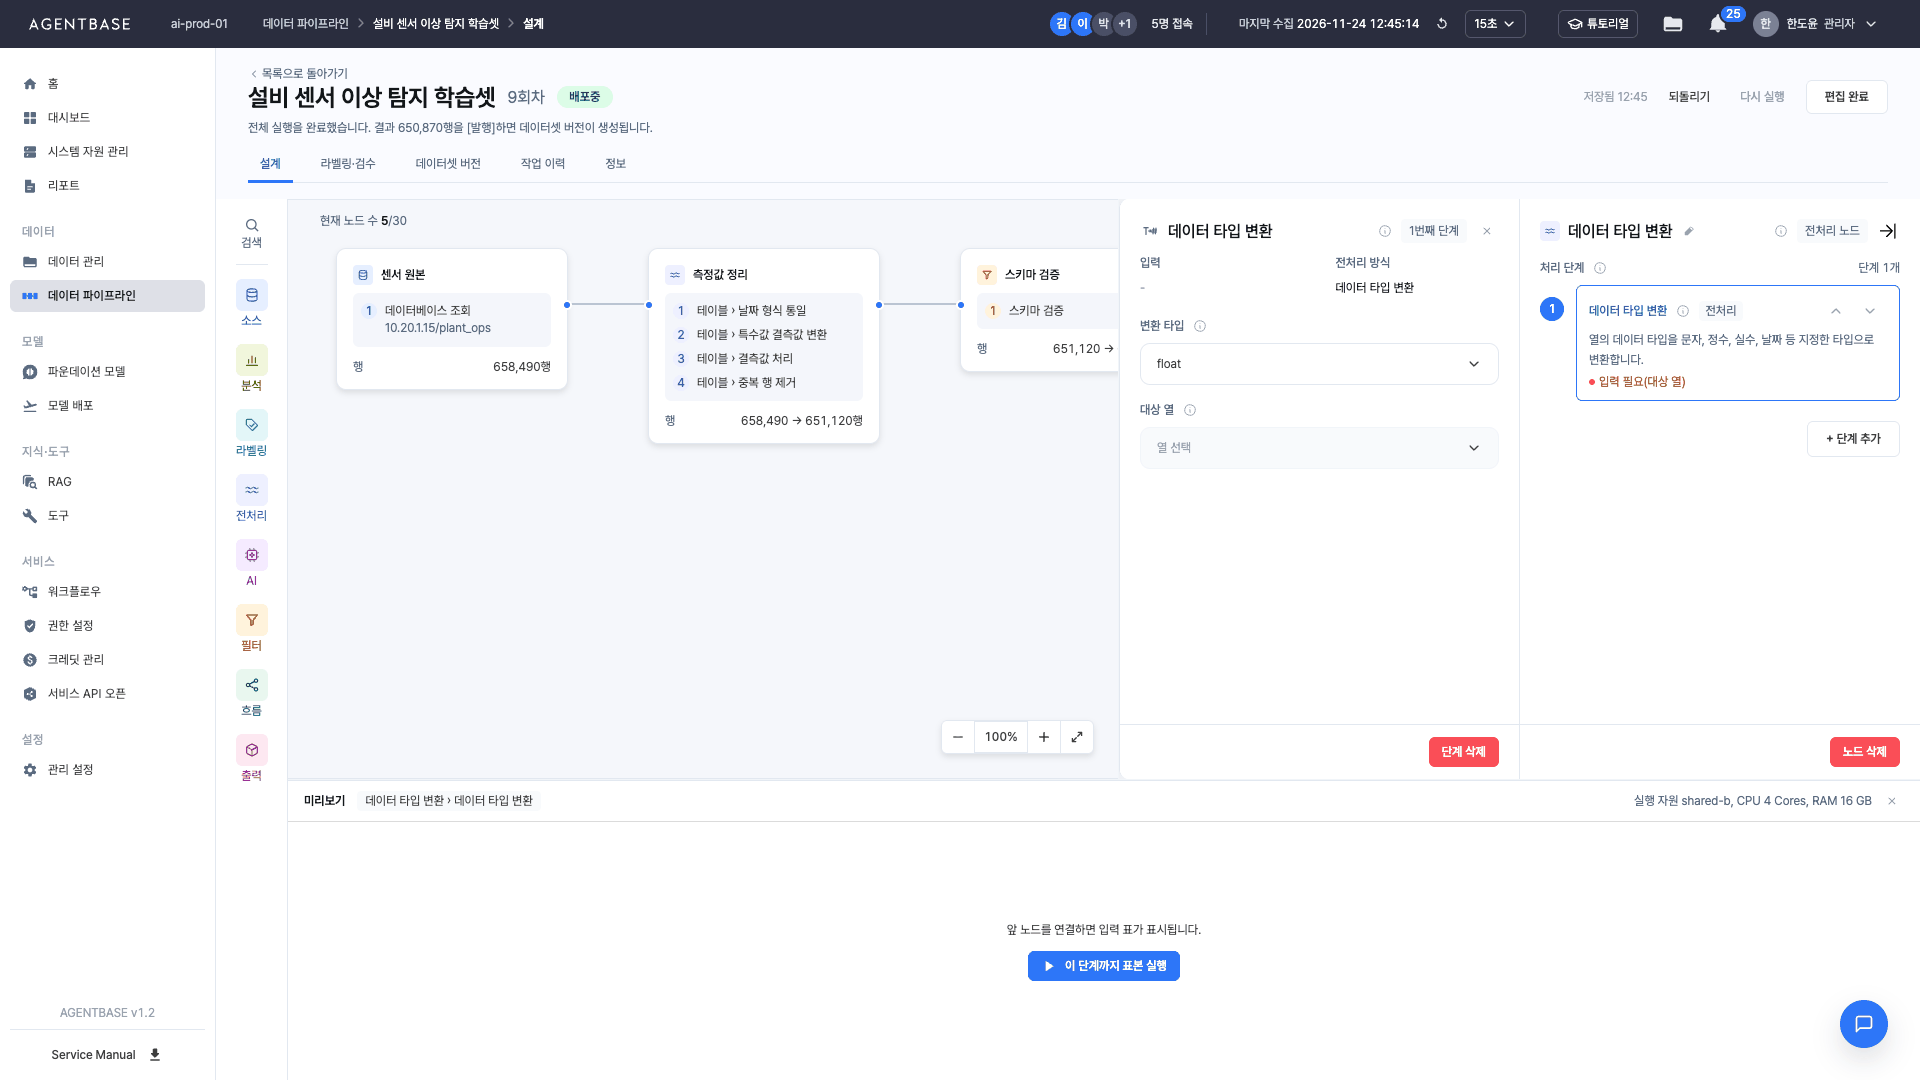 AGENTBASE
ai-prod-01
데이터 파이프라인 > 설비 센서 이상 탐지 학습셋 > 설계
김 이 박 +1 5명 접속
마지막 수집 2026-11-24 12:45:14
15초
튜토리얼
25
한 한도윤 관리자
홈
대시보드
시스템 자원 관리
리포트
데이터
데이터 관리
데이터 파이프라인
모델
파운데이션 모델
모델 배포
지식·도구
RAG
도구
서비스
워크플로우
권한 설정
크레딧 관리
서비스 API 오픈
설정
관리 설정
AGENTBASE v1.2
Service Manual
목록으로 돌아가기
설비 센서 이상 탐지 학습셋 9회차 배포중
전체 실행을 완료했습니다. 결과 650,870행을 [발행]하면 데이터셋 버전이 생성됩니다.
저장됨 12:45 되돌리기 다시 실행 편집 완료
설계 라벨링·검수 데이터셋 버전 작업 이력 정보
검색
소스
분석
라벨링
전처리
AI
필터
흐름
출력
현재 노드 수 5/30
센서 원본
1 데이터베이스 조회
10.20.1.15/plant_ops
행 658,490행
측정값 정리
1 테이블 › 날짜 형식 통일
2 테이블 › 특수값 결측값 변환
3 테이블 › 결측값 처리
4 테이블 › 중복 행 제거
행 658,490 → 651,120행
스키마 검증
1 스키마 검증
행 651,120 →
100%
데이터 타입 변환 1번째 단계
입력 전처리 방식
- 데이터 타입 변환
변환 타입
float
대상 열
열 선택
단계 삭제
데이터 타입 변환 전처리 노드
처리 단계 단계 1개
1 데이터 타입 변환 전처리
열의 데이터 타입을 문자, 정수, 실수, 날짜 등 지정한 타입으로
변환합니다.
입력 필요(대상 열)
+ 단계 추가
노드 삭제
미리보기 데이터 타입 변환 › 데이터 타입 변환
실행 자원 shared-b, CPU 4 Cores, RAM 16 GB
앞 노드를 연결하면 입력 표가 표시됩니다.
이 단계까지 표본 실행